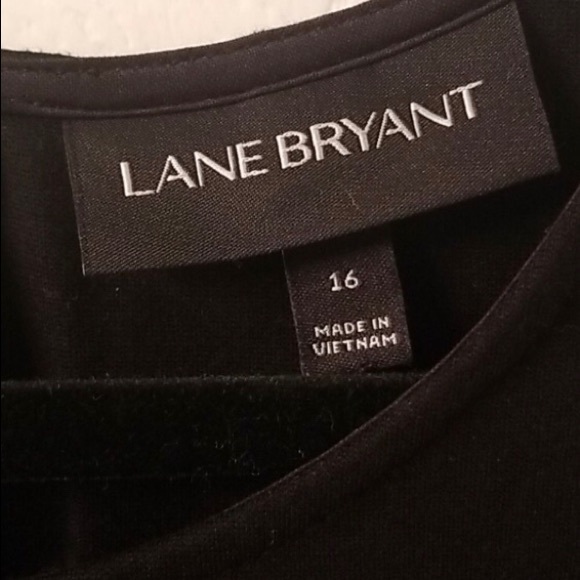 LANE BRYANT
16
MADE IN
VIETNAM